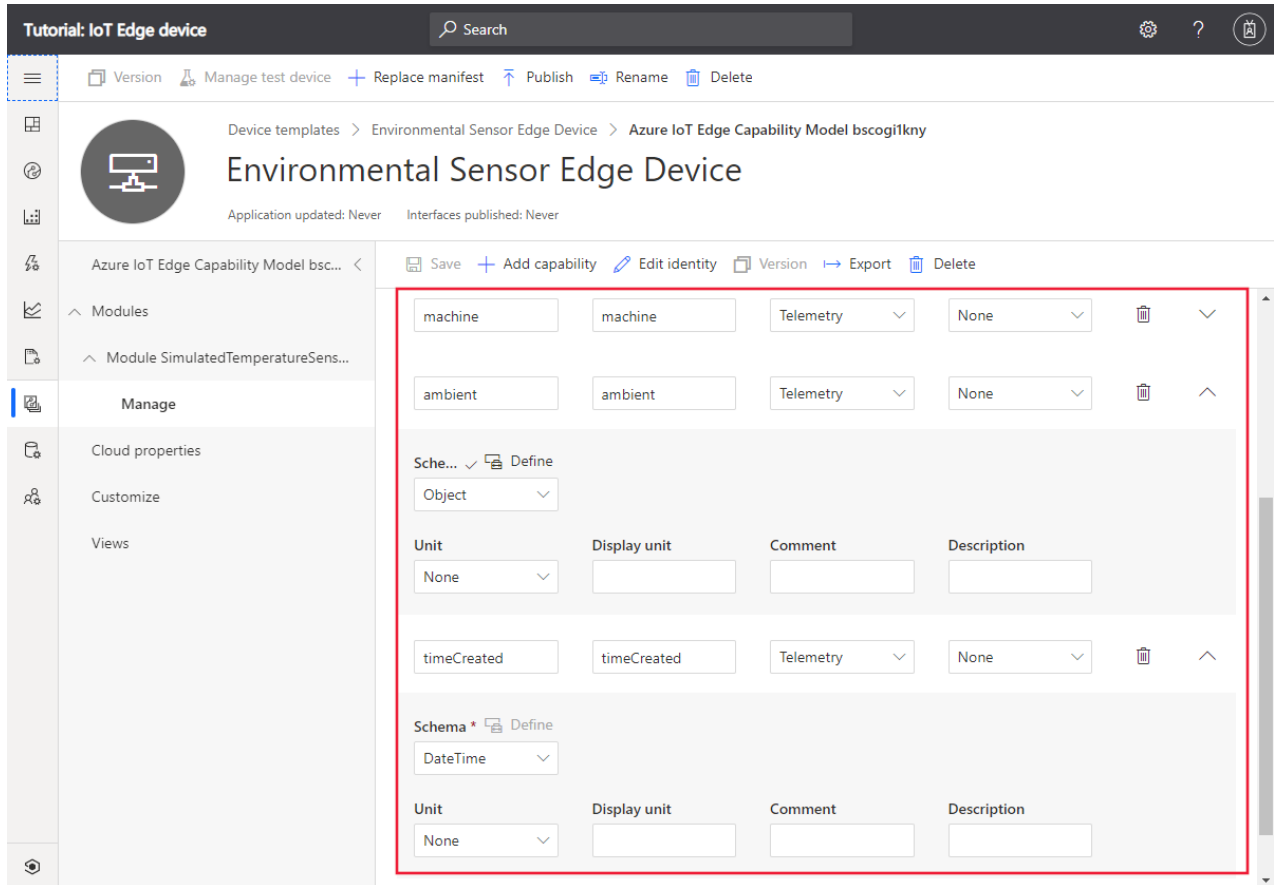 Tutorial: IoT Edge device
Search
?
Version Manage test device Replace manifest Publish Rename Delete
Device templates > Environmental Sensor Edge Device > Azure IoT Edge Capability Model bscogi1kny
Environmental Sensor Edge Device
Application updated: Never Interfaces published: Never
Azure IoT Edge Capability Model bsc...
Modules
Module SimulatedTemperatureSens...
Manage
Cloud properties
Customize
Views
Save Add capability Edit identity Version Export Delete
machine machine Telemetry None
ambient ambient Telemetry None
Sche... Define
Object
Unit Display unit Comment Description
None
timeCreated timeCreated Telemetry None
Schema * Define
DateTime
Unit Display unit Comment Description
None